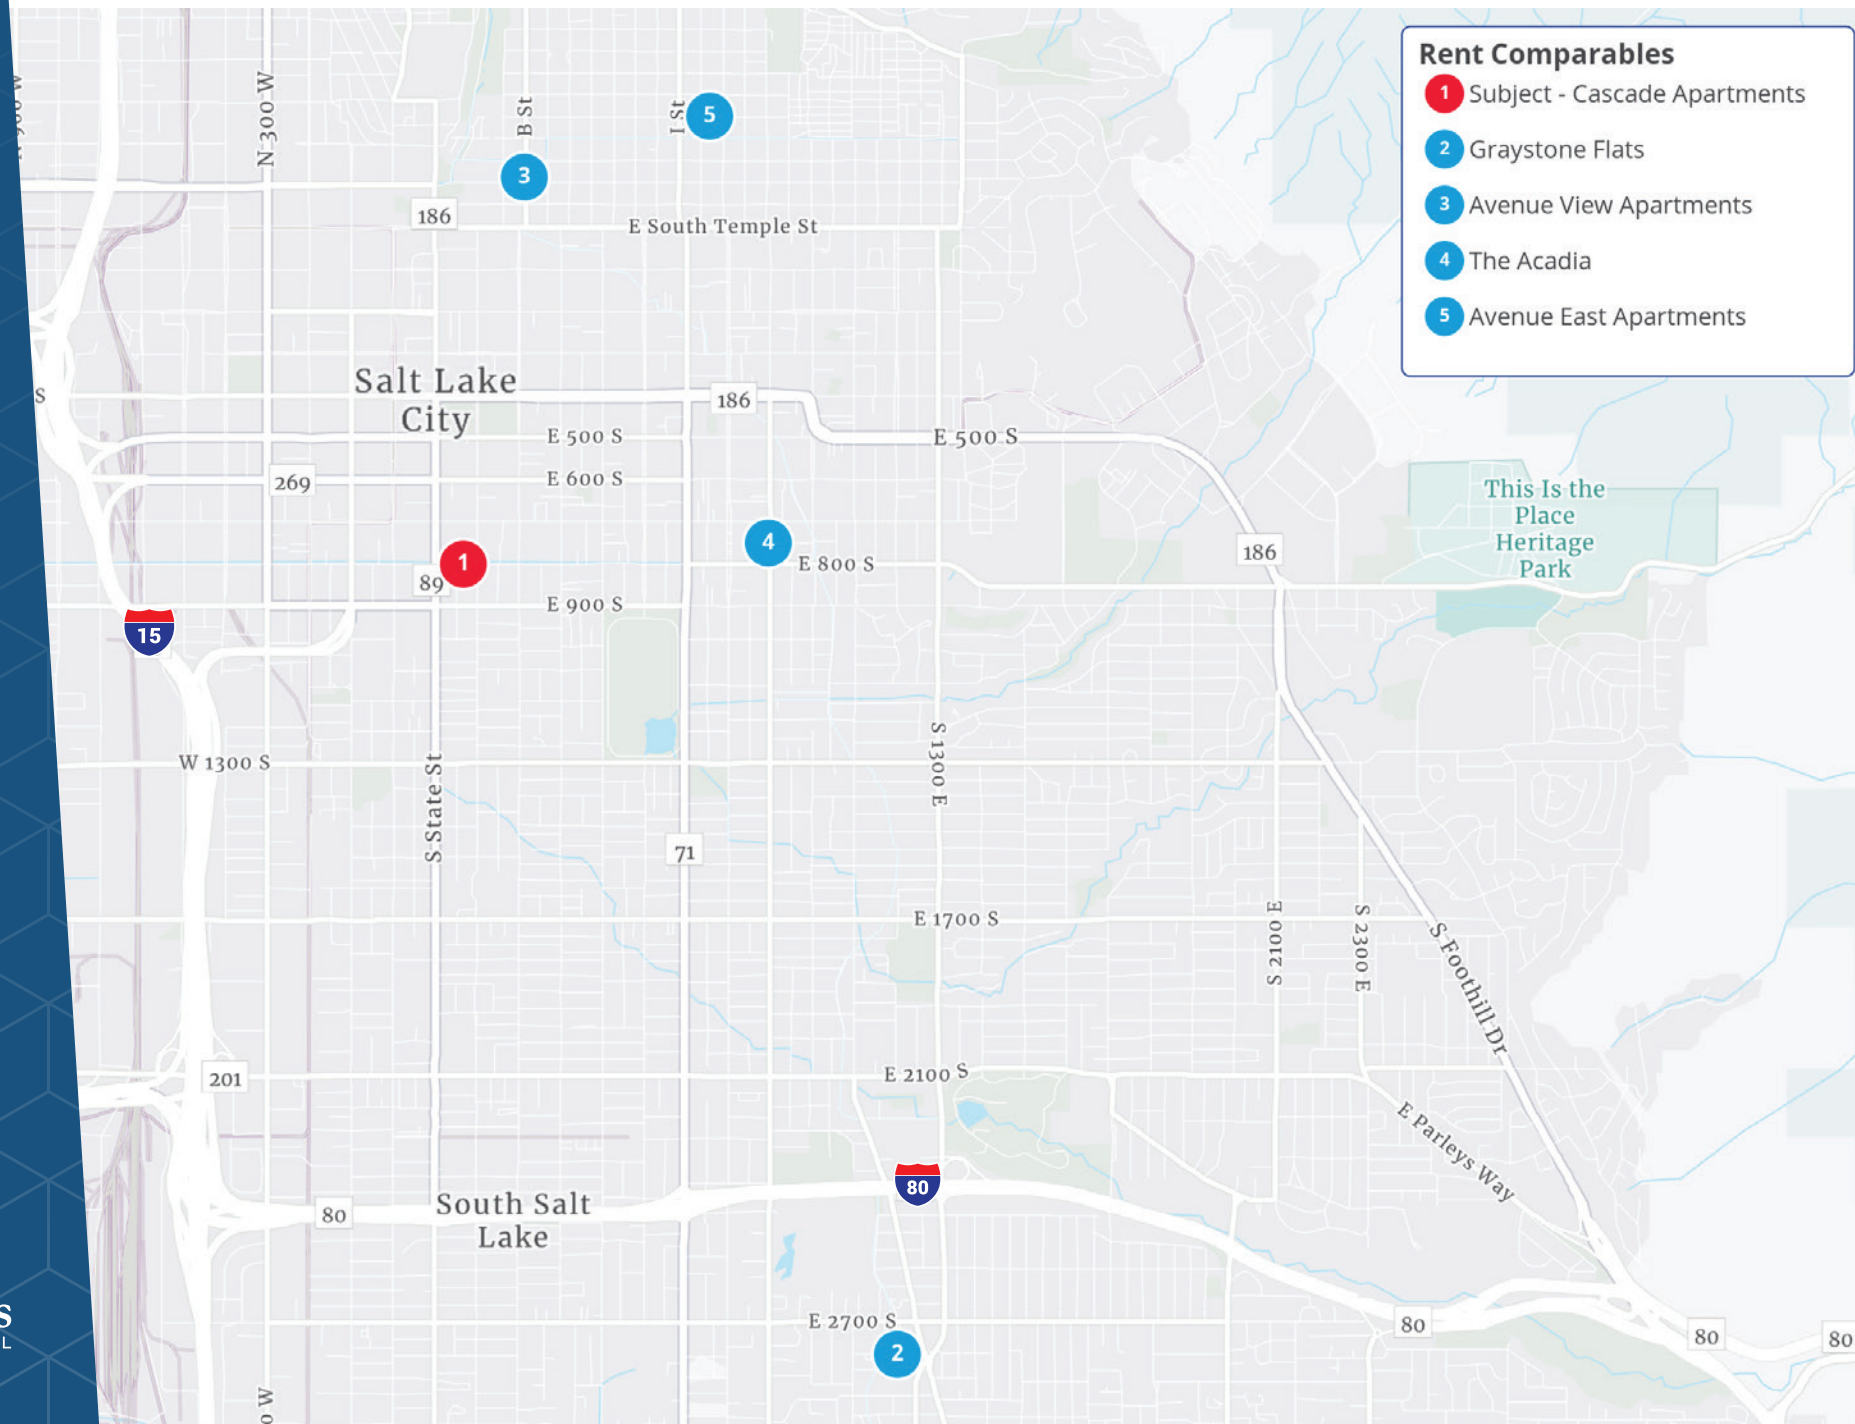 Rent Comparables
1 Subject - Cascade Apartments
2 Graystone Flats
3 Avenue View Apartments
4 The Acadia
5 Avenue East Apartments
N 300 W
B St
I St
5
3
186
E South Temple St
S
Salt Lake
City
186
E 500 S
E 500 S
269
E 600 S
This Is the
Place
Heritage
Park
4
186
1
E 800 S
89
E 900 S
15
W 1300 S
S State St
S 1300 E
71
E 1700 S
S 2100 E
S 2300 E
S Foothill Dr
201
E 2100 S
E Parleys Way
80
80
South Salt
Lake
E 2700 S
80
80
80
2
S
L